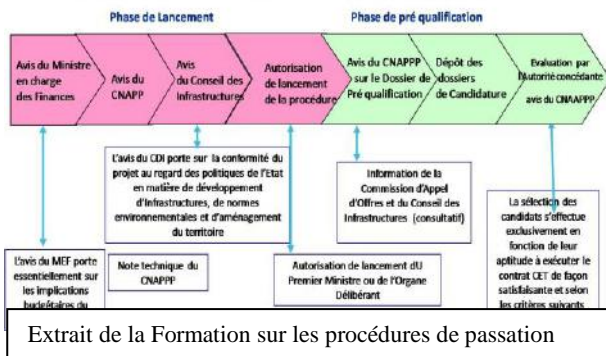 Phase de Lancement
Phase de pré qualification
Avis du Ministre
en charge
des Finances
Avis du
CNAPP
Avis
du Conseil des
Infrastructures
Autorisation
de lancement
de la procédure
Avis du CNAPPP
sur le Dossier de
Pré qualification
Dépôt des
dossiers
de Candidature
Evaluation par
l'Autorité concédante
avis du CNAAPPP
L'avis du CDI porte sur la conformité du
projet au regard des politiques de l'Etat
en matière de développement
d'Infrastructures, de normes
environnementales et d'aménagement
du territoire
Information de la
Commission d'Appel
d'Offres et du Conseil des
Infrastructures (consultatif)
La sélection des
candidats s'effectue
exclusivement en
fonction de leur
aptitude à exécuter le
contrat CET de façon
satisfaisante et selon
les critères suivants
L'avis du MEF porte
essentiellement sur
les implications
budgétaires du
Note technique du
CNAPPP
Autorisation de lancement dU
Premier Ministre ou de l'Organe
Délibérant
Extrait de la Formation sur les procédures de passation